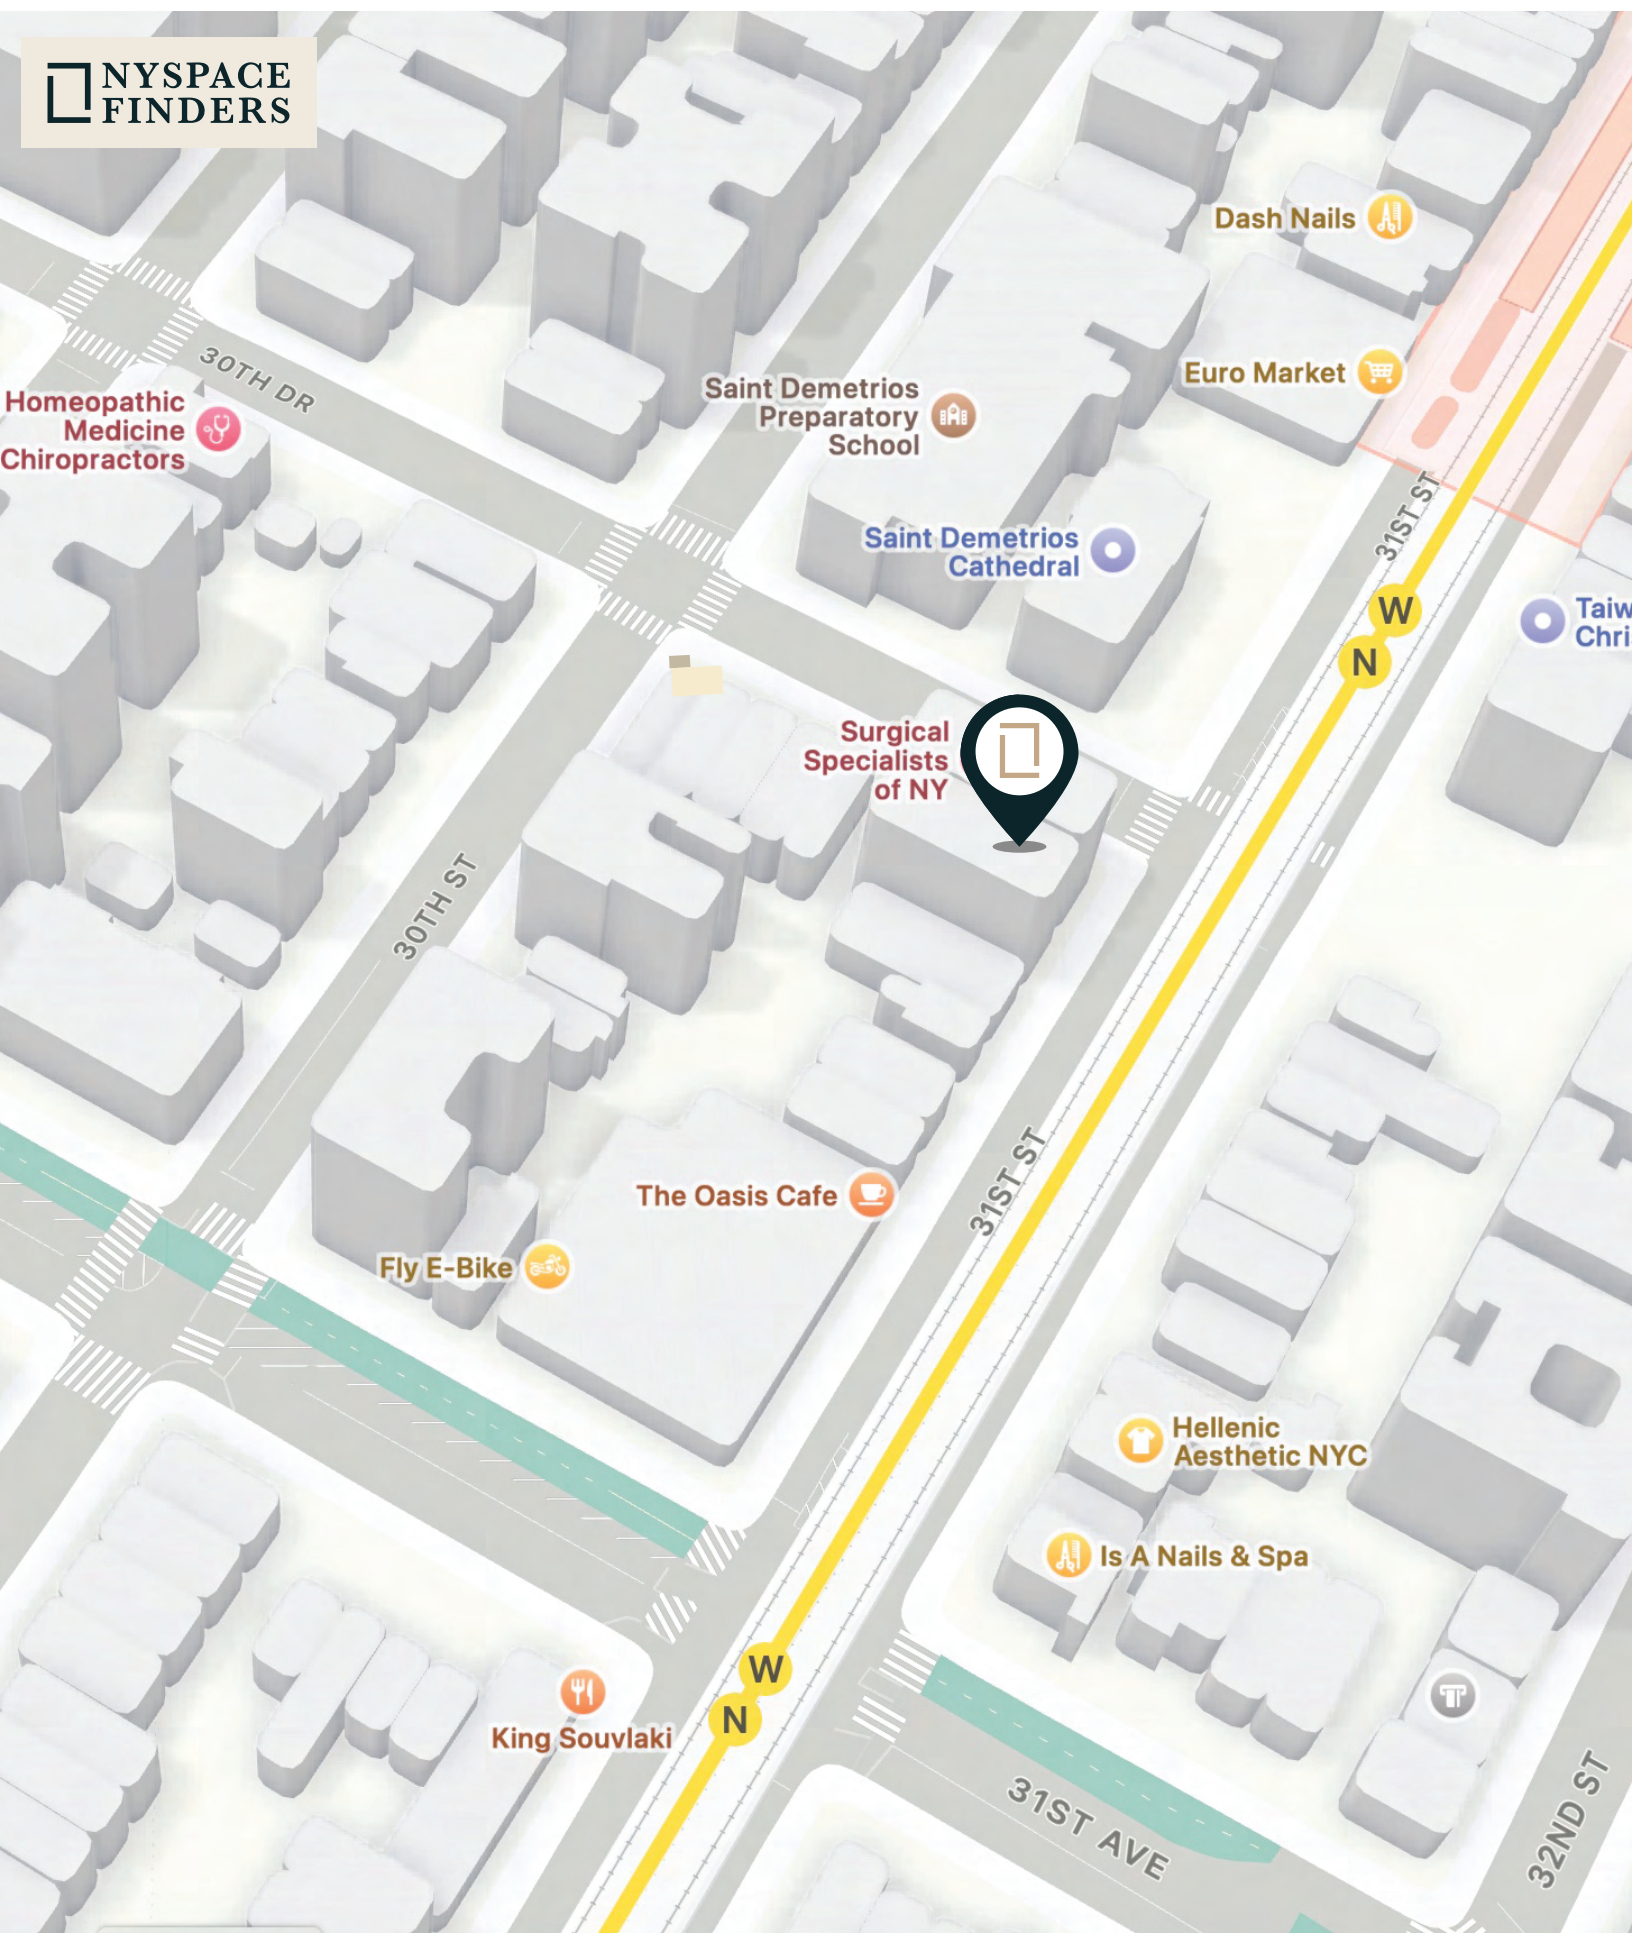 NYSPACE
FINDERS
Dash Nails
30TH DR
Euro Market
Homeopathic
Medicine
Chiropractors
Saint Demetrios
Preparatory
School
31ST ST
Saint Demetrios
Cathedral
W
N
Surgical
Specialists
of NY
30TH ST
31ST ST
The Oasis Cafe
Fly E-Bike
Hellenic
Aesthetic NYC
Is A Nails & Spa
W
N
King Souvlaki
31ST AVE
32ND ST